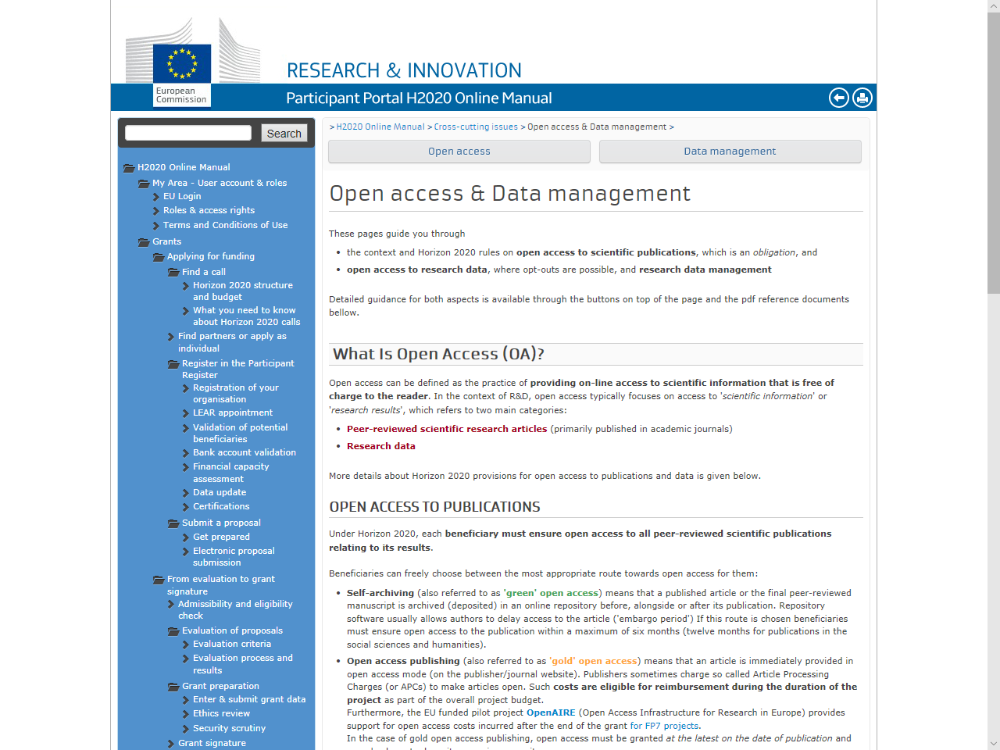 RESEARCH & INNOVATION
European
Commission
Participant Portal H2020 Online Manual
Search
H2020 Online Manual
My Area - User account & roles
EU Login
Roles & access rights
Terms and Conditions of Use
Grants
Applying for funding
Find a call
Horizon 2020 structure
and budget
What you need to know
about Horizon 2020 calls
Find partners or apply as
individual
Register in the Participant
Register
Registration of your
organisation
LEAR appointment
Validation of potential
beneficiaries
Bank account validation
Financial capacity
assessment
Data update
Certifications
Submit a proposal
Get prepared
Electronic proposal
submission
From evaluation to grant
signature
Admissibility and eligibility
check
Evaluation of proposals
Evaluation criteria
Evaluation process and
results
Grant preparation
Enter & submit grant data
Ethics review
Security scrutiny
Grant signature
> H2020 Online Manual > Cross-cutting issues > Open access & Data management >
Open access
Data management
Open access & Data management
These pages guide you through
• the context and Horizon 2020 rules on open access to scientific publications, which is an obligation, and
• open access to research data, where opt-outs are possible, and research data management
Detailed guidance for both aspects is available through the buttons on top of the page and the pdf reference documents
bellow.
What Is Open Access (OA)?
Open access can be defined as the practice of providing on-line access to scientific information that is free of
charge to the reader. In the context of R&D, open access typically focuses on access to 'scientific information' or
'research results', which refers to two main categories:
• Peer-reviewed scientific research articles (primarily published in academic journals)
• Research data
More details about Horizon 2020 provisions for open access to publications and data is given below.
OPEN ACCESS TO PUBLICATIONS
Under Horizon 2020, each beneficiary must ensure open access to all peer-reviewed scientific publications
relating to its results.
Beneficiaries can freely choose between the most appropriate route towards open access for them:
• Self-archiving (also referred to as 'green' open access) means that a published article or the final peer-reviewed
manuscript is archived (deposited) in an online repository before, alongside or after its publication. Repository
software usually allows authors to delay access to the article ('embargo period') If this route is chosen beneficiaries
must ensure open access to the publication within a maximum of six months (twelve months for publications in the
social sciences and humanities).
• Open access publishing (also referred to as 'gold' open access) means that an article is immediately provided in
open access mode (on the publisher/journal website). Publishers sometimes charge so called Article Processing
Charges (or APCs) to make articles open. Such costs are eligible for reimbursement during the duration of the
project as part of the overall project budget.
Furthermore, the EU funded pilot project OpenAIRE (Open Access Infrastructure for Research in Europe) provides
support for open access costs incurred after the end of the grant for FP7 projects.
In the case of gold open access publishing, open access must be granted at the latest on the date of publication and